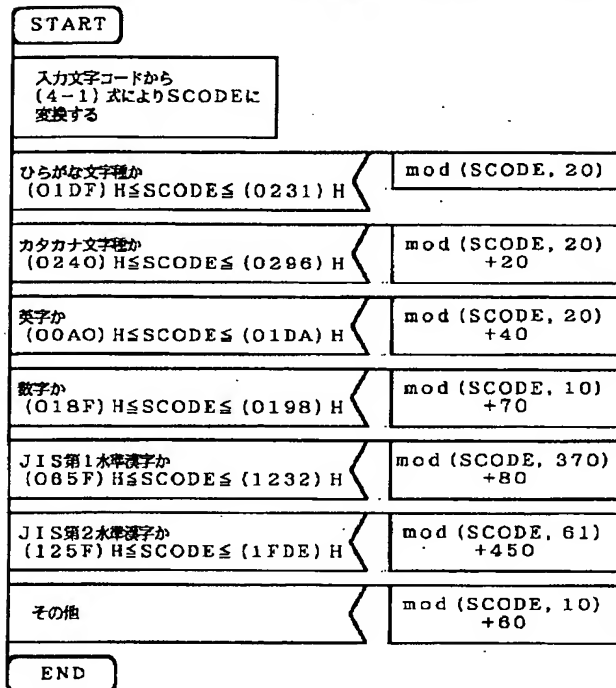 START
入力文字コードから
(4-1) 式によりSCODEに
変換する
ひらがな文字種か
(01DF) H≦SCODE≦ (0231) H
mod (SCODE, 20)
カタカナ文字種か
(0240) H≦SCODE≦ (0296) H
mod (SCODE, 20)
+20
英字か
(00A0) H≦SCODE≦ (01DA) H
mod (SCODE, 20)
+40
数字か
(018F) H≦SCODE≦ (0198) H
mod (SCODE, 10)
+70
JIS第1水準漢字か
(065F) H≦SCODE≦ (1232) H
mod (SCODE, 370)
+80
JIS第2水準漢字か
(125F) H≦SCODE≦ (1FDE) H
mod (SCODE, 61)
+450
その他
mod (SCODE, 10)
+60
END